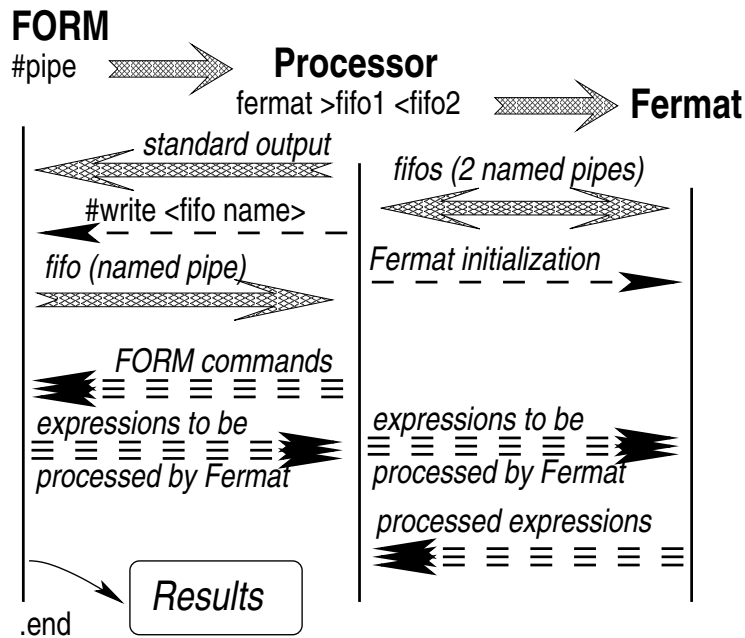 FORM
#pipe
Processor
fermat >fifo1 <fifo2
Fermat
standard output
fifos (2 named pipes)
#write <fifo name>
Fermat initialization
fifo (named pipe)
FORM commands
expressions to be
processed by Fermat
expressions to be
processed by Fermat
processed expressions
Results
.end